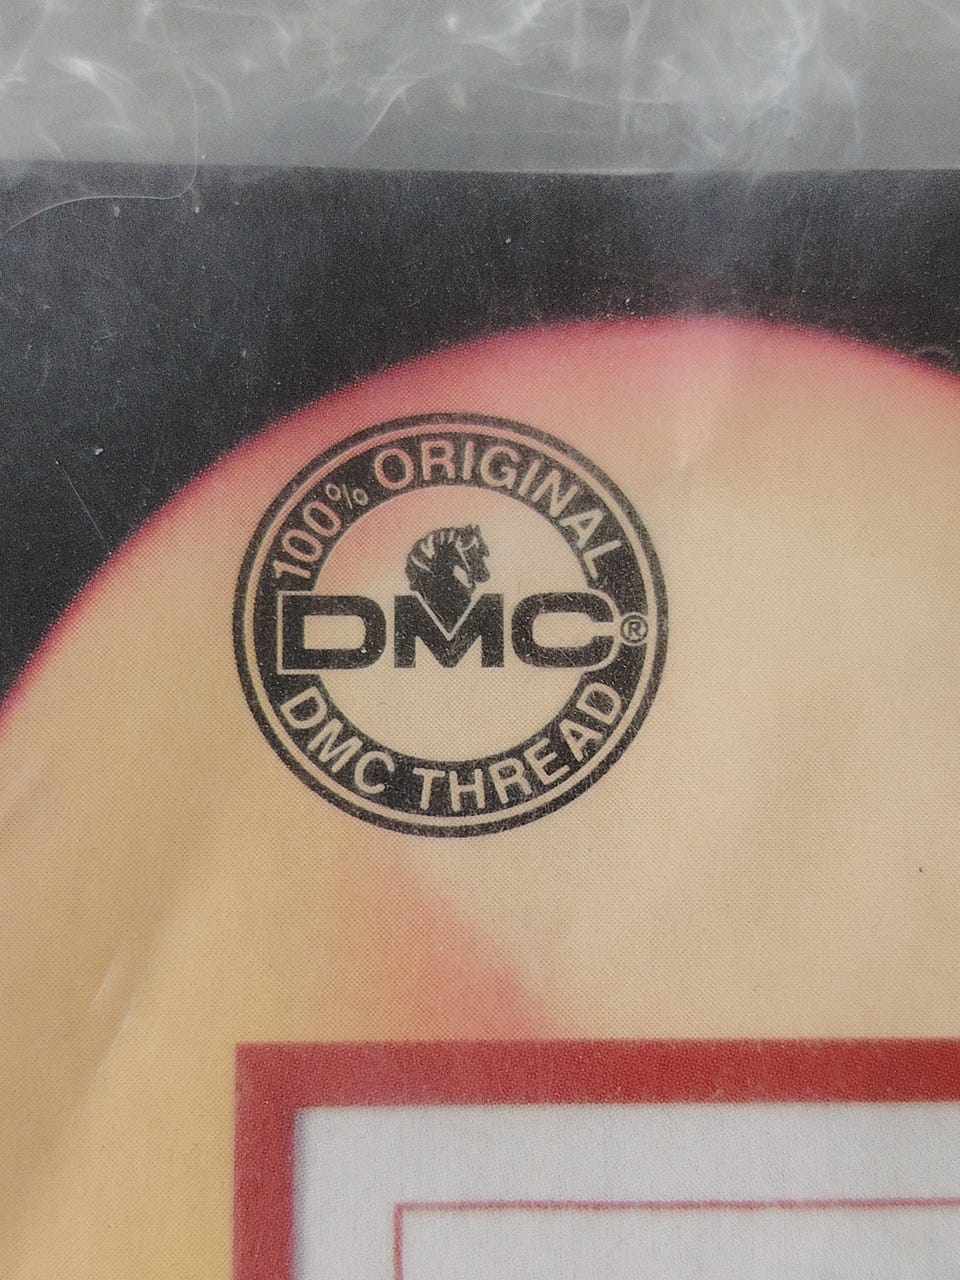 100% ORIGINAL
DMC®
DMC THREAD